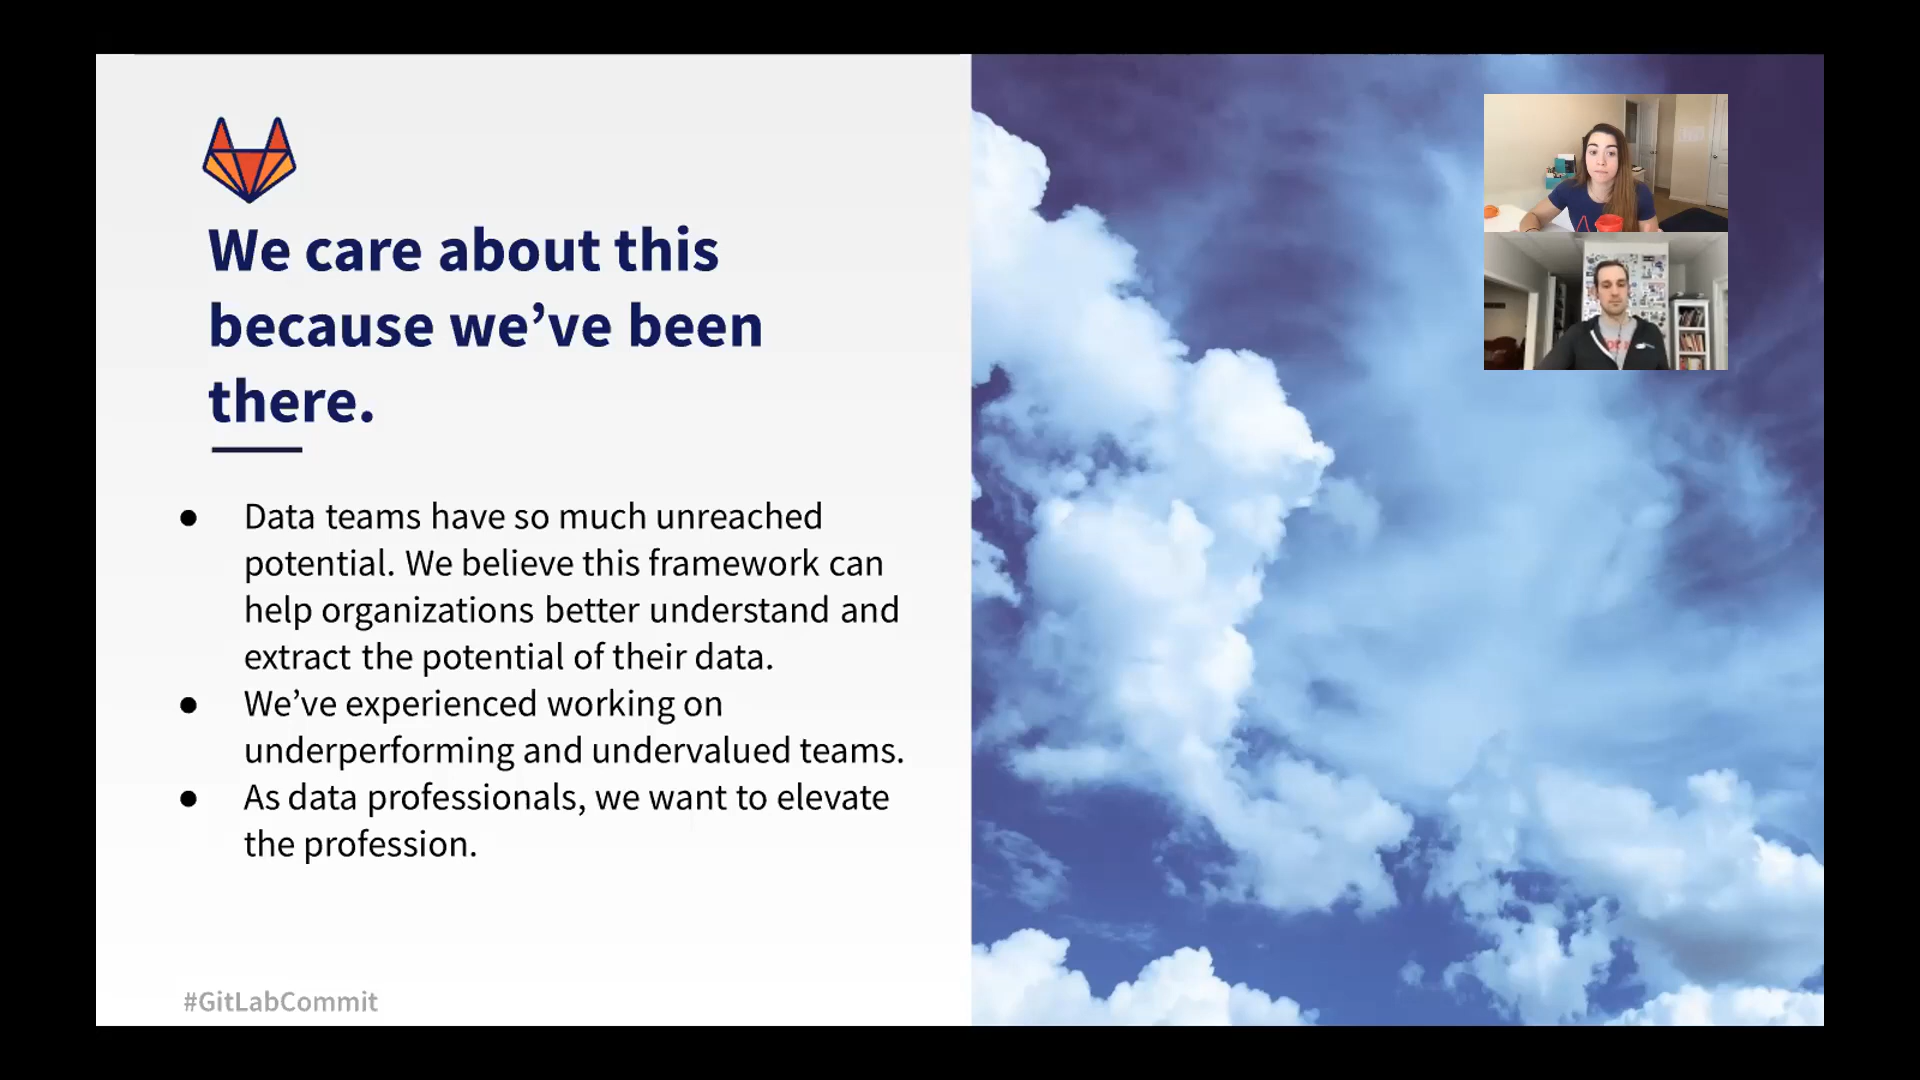 We care about this
because we’ve been
there.
● Data teams have so much unreached
potential. We believe this framework can
help organizations better understand and
extract the potential of their data.
● We’ve experienced working on
underperforming and undervalued teams.
● As data professionals, we want to elevate
the profession.
#GitLabCommit